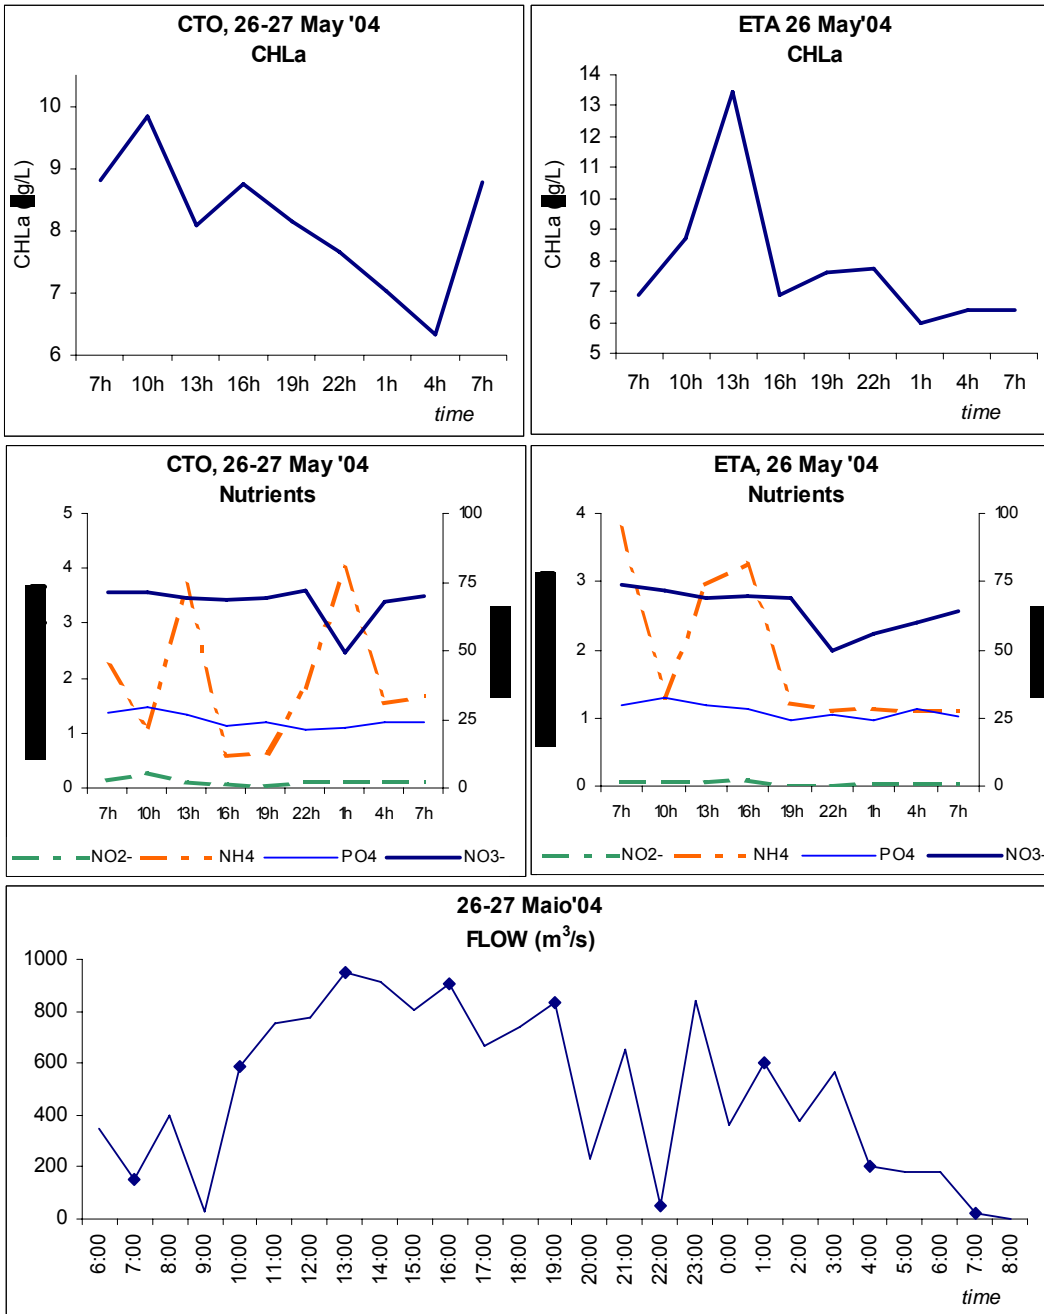 CTO, 26-27 May '04
CHLa
CHLa g/L)
10
9
8
7
6
7h 10h 13h 16h 19h 22h 1h 4h 7h
time
ETA 26 May'04
CHLa
CHLa g/L)
14
13
12
11
10
9
8
7
6
5
7h 10h 13h 16h 19h 22h 1h 4h 7h
time
CTO, 26-27 May '04
Nutrients
5
4
3
2
1
0
100
75
50
25
0
7h 10h 13h 16h 19h 22h 1h 4h 7h
NO2- NH4 PO4 NO3-
ETA, 26 May '04
Nutrients
4
3
2
1
0
100
75
50
25
0
7h 10h 13h 16h 19h 22h 1h 4h 7h
NO2- NH4 PO4 NO3-
26-27 Maio'04
FLOW (m³/s)
1000
800
600
400
200
0
6:00 7:00 8:00 9:00 10:00 11:00 12:00 13:00 14:00 15:00 16:00 17:00 18:00 19:00 20:00 21:00 22:00 23:00 0:00 1:00 2:00 3:00 4:00 5:00 6:00 7:00 8:00
time